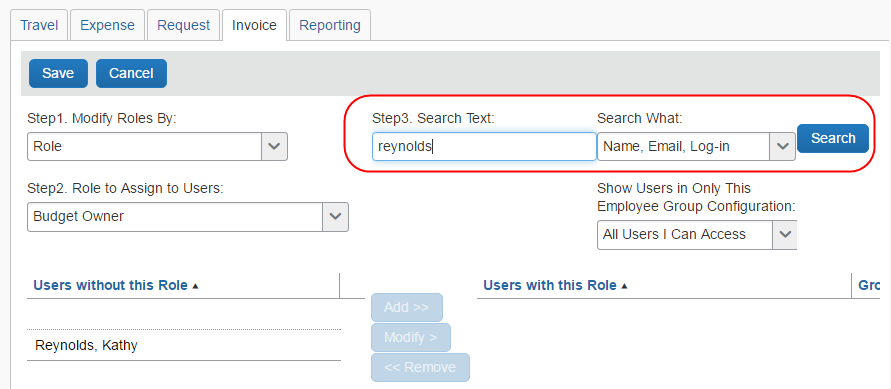 Travel Expense Request Invoice Reporting
Save Cancel
Step1. Modify Roles By: Step3. Search Text: Search What:
Role reynolds Name, Email, Log-in Search
Step2. Role to Assign to Users: Show Users in Only This
Employee Group Configuration:
Budget Owner All Users I Can Access
Users without this Role Users with this Role Gro
Add >>
Reynolds, Kathy Modify >
<< Remove